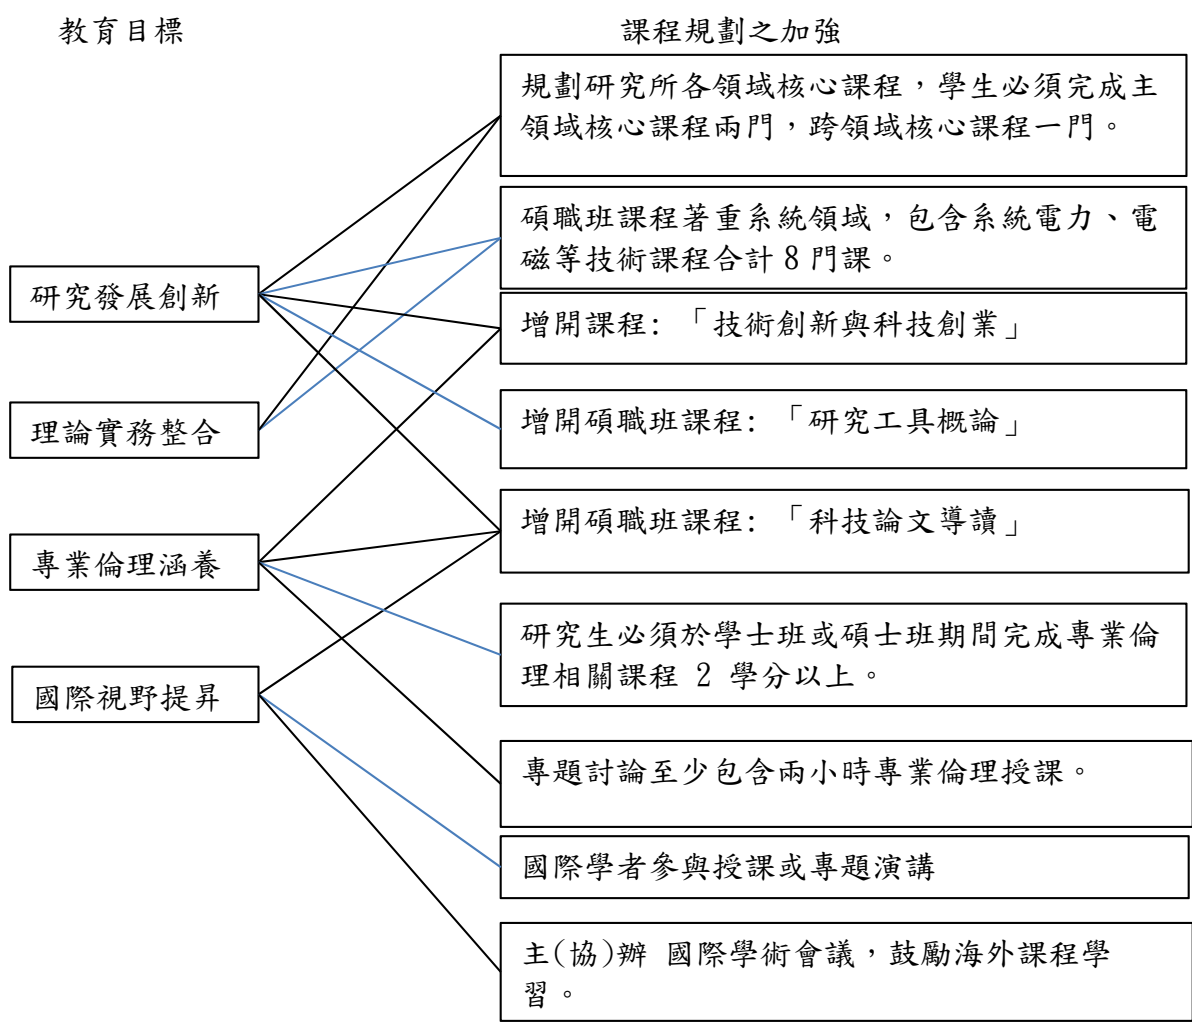 教育目標
課程規劃之加強
研究發展創新
理論實務整合
專業倫理涵養
國際視野提昇
規劃研究所各領域核心課程，學生必須完成主
領域核心課程兩門，跨領域核心課程一門。
碩職班課程著重系統領域，包含系統電力、電
磁等技術課程合計 8 門課。
增開課程: 「技術創新與科技創業」
增開碩職班課程: 「研究工具概論」
增開碩職班課程: 「科技論文導讀」
研究生必須於學士班或碩士班期間完成專業倫
理相關課程 2 學分以上。
專題討論至少包含兩小時專業倫理授課。
國際學者參與授課或專題演講
主(協)辦 國際學術會議，鼓勵海外課程學
習。